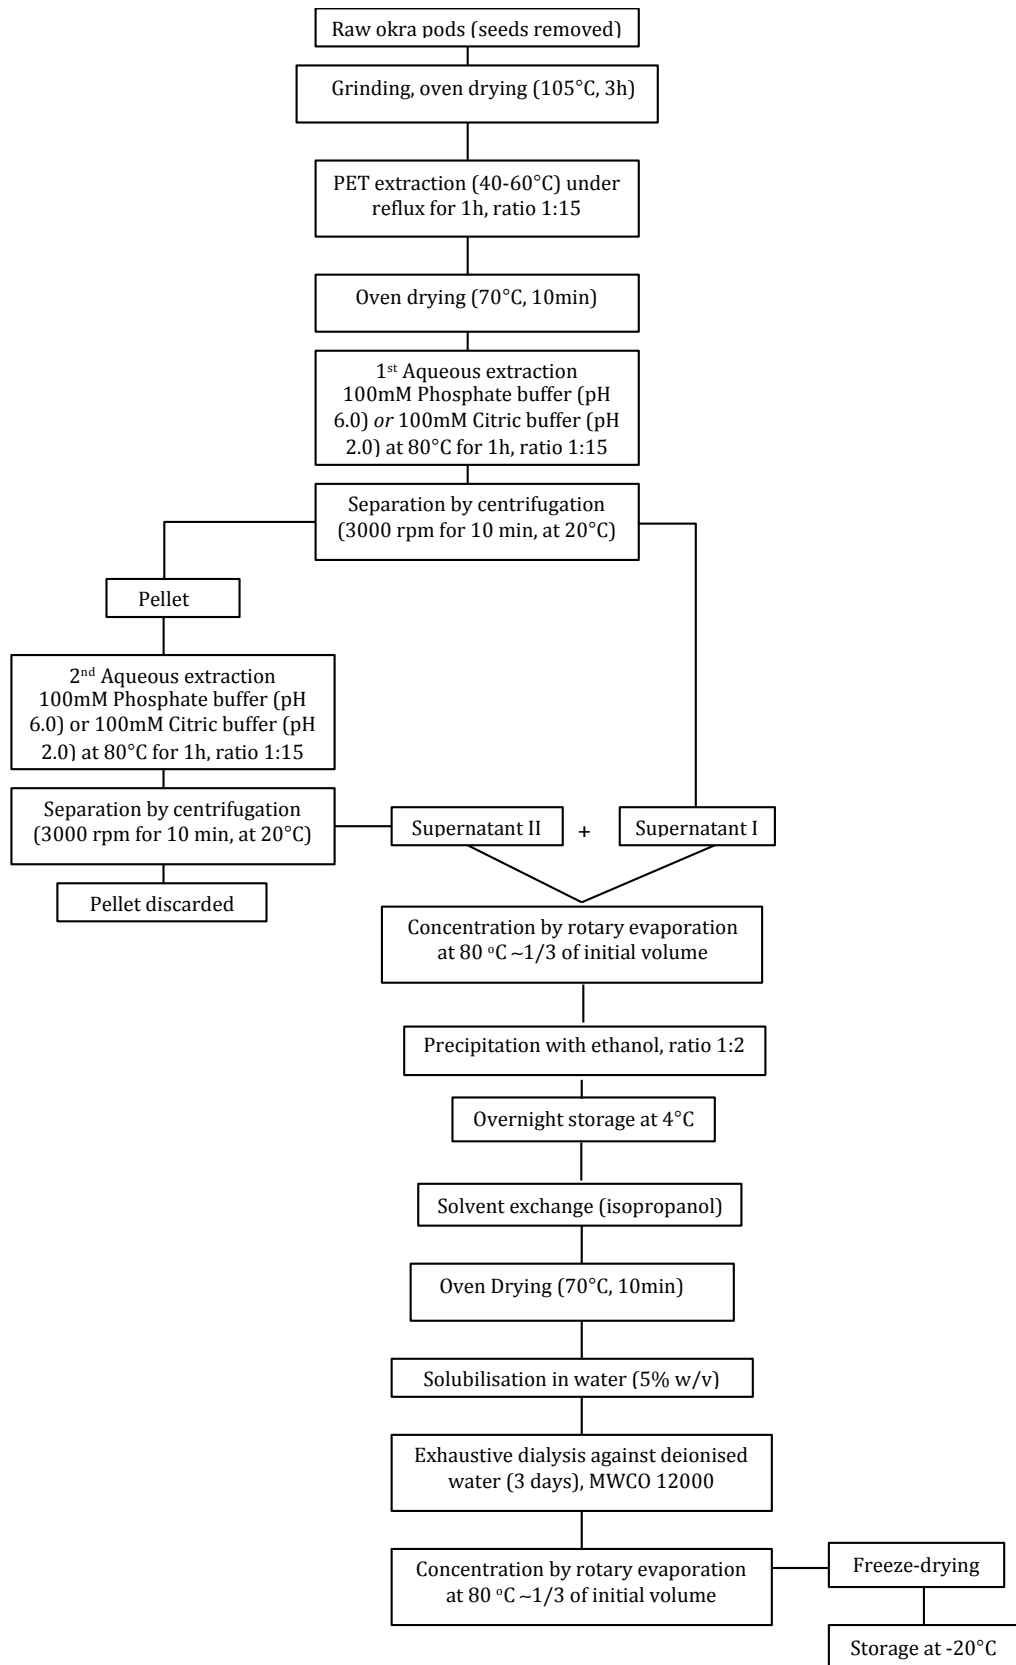 Raw okra pods (seeds removed)
Grinding, oven drying (105°C, 3h)
PET extraction (40-60°C) under
reflux for 1h, ratio 1:15
Oven drying (70°C, 10min)
1st Aqueous extraction
100mM Phosphate buffer (pH
6.0) or 100mM Citric buffer (pH
2.0) at 80°C for 1h, ratio 1:15
Separation by centrifugation
(3000 rpm for 10 min, at 20°C)
Pellet
2nd Aqueous extraction
100mM Phosphate buffer (pH
6.0) or 100mM Citric buffer (pH
2.0) at 80°C for 1h, ratio 1:15
Separation by centrifugation
(3000 rpm for 10 min, at 20°C)
Pellet discarded
Supernatant II + Supernatant I
Concentration by rotary evaporation
at 80 °C ~1/3 of initial volume
Precipitation with ethanol, ratio 1:2
Overnight storage at 4°C
Solvent exchange (isopropanol)
Oven Drying (70°C, 10min)
Solubilisation in water (5% w/v)
Exhaustive dialysis against deionised
water (3 days), MWCO 12000
Concentration by rotary evaporation
at 80 °C ~1/3 of initial volume
Freeze-drying
Storage at -20°C